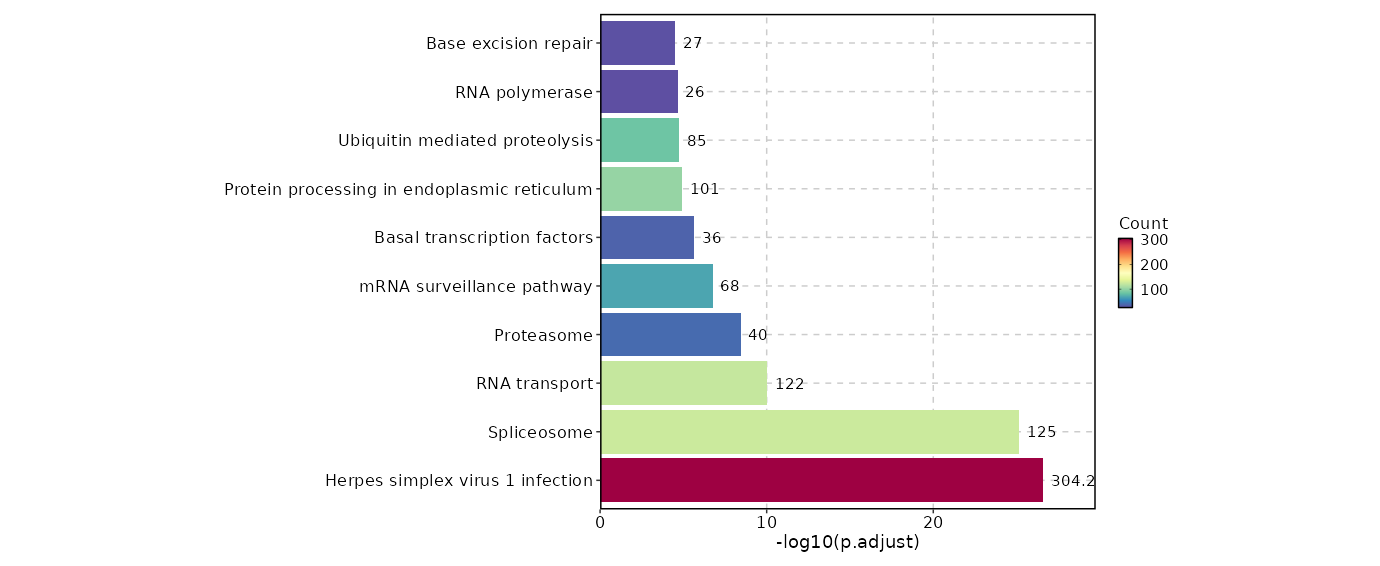 Base excision repair 27
RNA polymerase 26
Ubiquitin mediated proteolysis 85
Protein processing in endoplasmic reticulum 101
Basal transcription factors 36
mRNA surveillance pathway 68
Proteasome 40
RNA transport 122
Spliceosome 125
Herpes simplex virus 1 infection 304.2
0 10 20
-log10(p.adjust)
Count
300
200
100